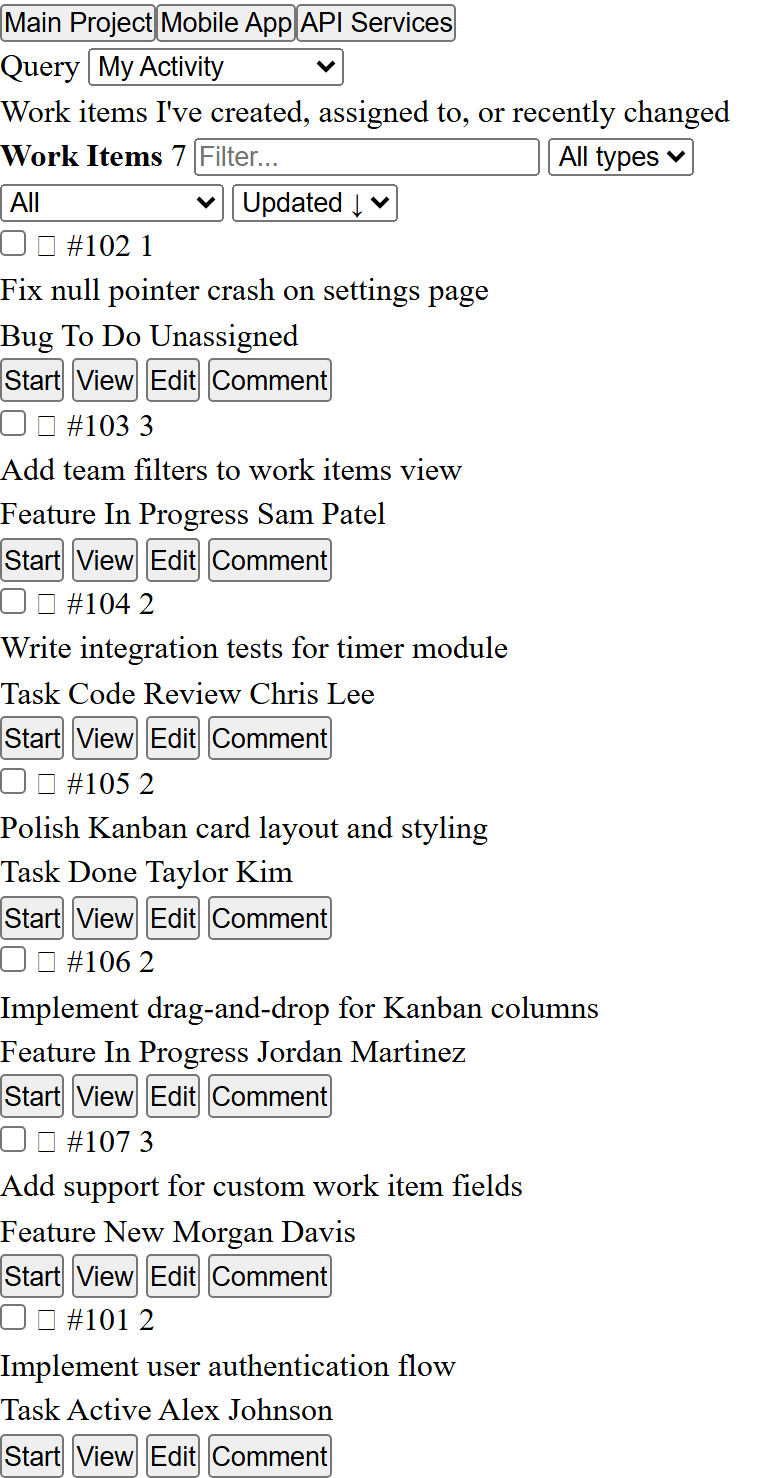 Main Project Mobile App API Services
Query My Activity
Work items I've created, assigned to, or recently changed
Work Items 7 Filter... All types
All Updated ↓
#102 1
Fix null pointer crash on settings page
Bug To Do Unassigned
Start View Edit Comment
#103 3
Add team filters to work items view
Feature In Progress Sam Patel
Start View Edit Comment
#104 2
Write integration tests for timer module
Task Code Review Chris Lee
Start View Edit Comment
#105 2
Polish Kanban card layout and styling
Task Done Taylor Kim
Start View Edit Comment
#106 2
Implement drag-and-drop for Kanban columns
Feature In Progress Jordan Martinez
Start View Edit Comment
#107 3
Add support for custom work item fields
Feature New Morgan Davis
Start View Edit Comment
#101 2
Implement user authentication flow
Task Active Alex Johnson
Start View Edit Comment